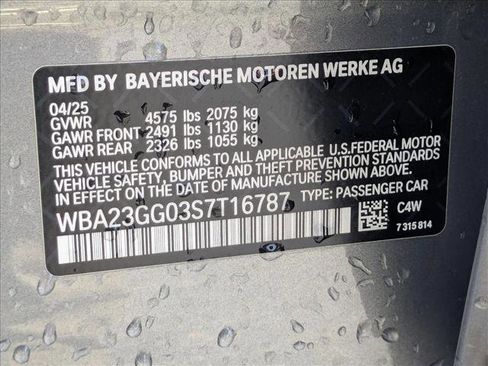 MFD BY BAYERISCHE MOTOREN WERKE AG
04/25
GVWR 4575 lbs 2075 kg
GAWR FRONT 2491 lbs 1130 kg
GAWR REAR 2326 lbs 1055 kg
THIS VEHICLE CONFORMS TO ALL APPLICABLE U.S.FEDERAL MOTOR
VEHICLE SAFETY, BUMPER AND THEFT PREVENTION STANDARDS
IN EFFECT ON THE DATE OF MANUFACTURE SHOWN ABOVE.
WBA23GG03S7T16787 TYPE: PASSENGER CAR
C4W
7 315 814